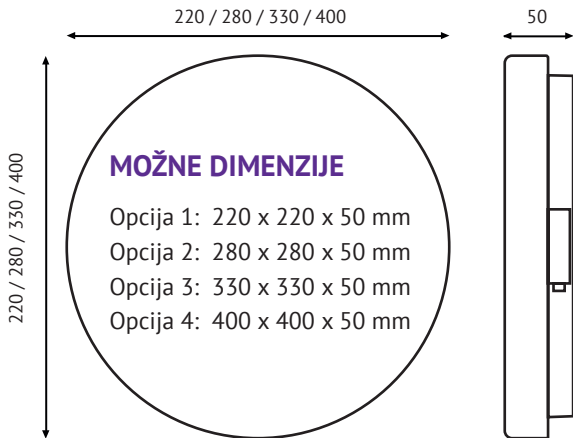 220 / 280 / 330 / 400
50
220 / 280 / 330 / 400
MOŽNE DIMENZIJE
Opcija 1: 220 x 220 x 50 mm
Opcija 2: 280 x 280 x 50 mm
Opcija 3: 330 x 330 x 50 mm
Opcija 4: 400 x 400 x 50 mm